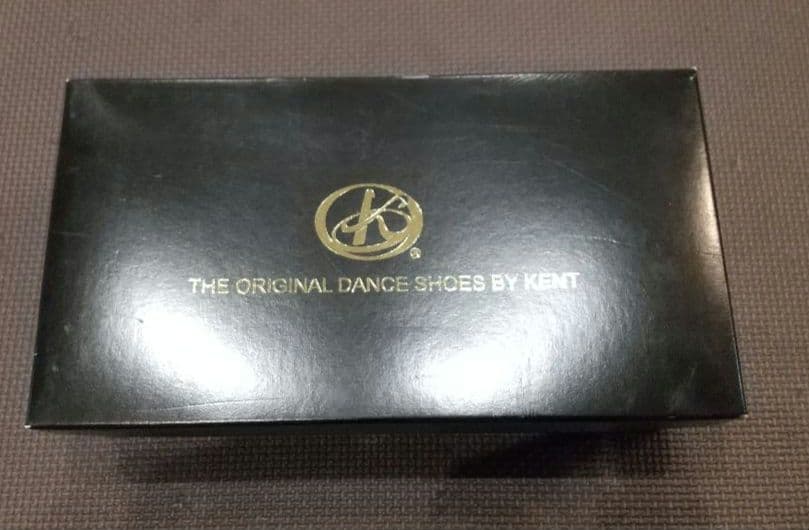 K
®
THE ORIGINAL DANCE SHOES BY KENT